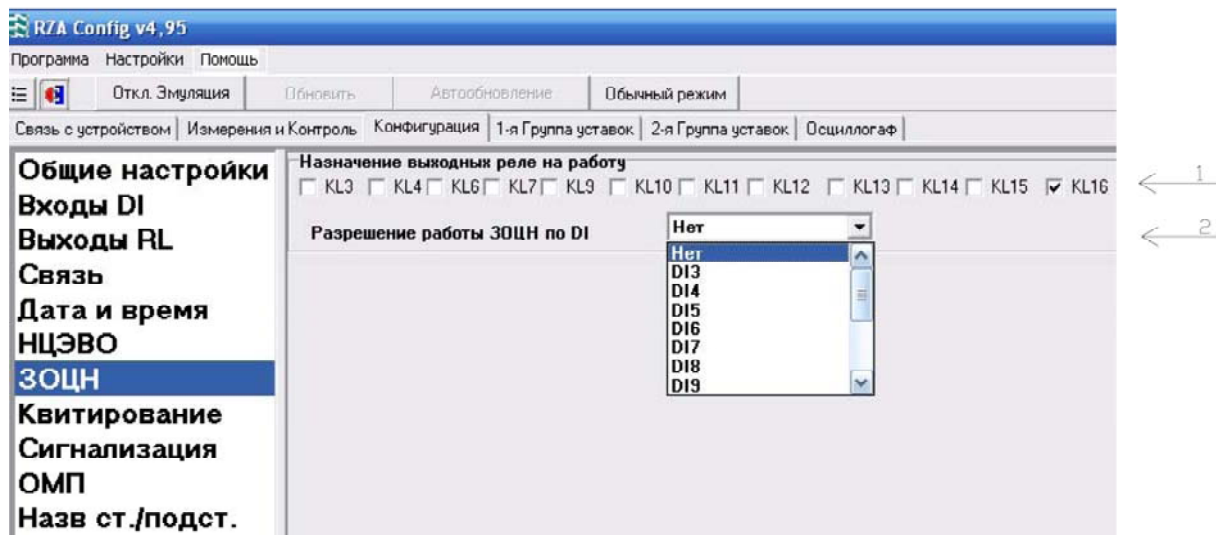 RZA Config v4,95
Программа Настройки Помощь
Откл. Эмуляция Обновить Автообновление Обычный режим
Связь с устройством Измерения и Контроль Конфигурация 1-я Группа уставок 2-я Группа уставок Осциллогаф
Общие настройки
Входы DI
Выходы RL
Связь
Дата и время
НЦЭВО
ЗОЦН
Квитирование
Сигнализация
ОМП
Назв ст./подст.
Назначение выходных реле на работу
KL3 KL4 KL6 KL7 KL9 KL10 KL11 KL12 KL13 KL14 KL15 KL16
1
Разрешение работы ЗОЦН по DI Нет
2
Нет
DI3
DI4
DI5
DI6
DI7
DI8
DI9